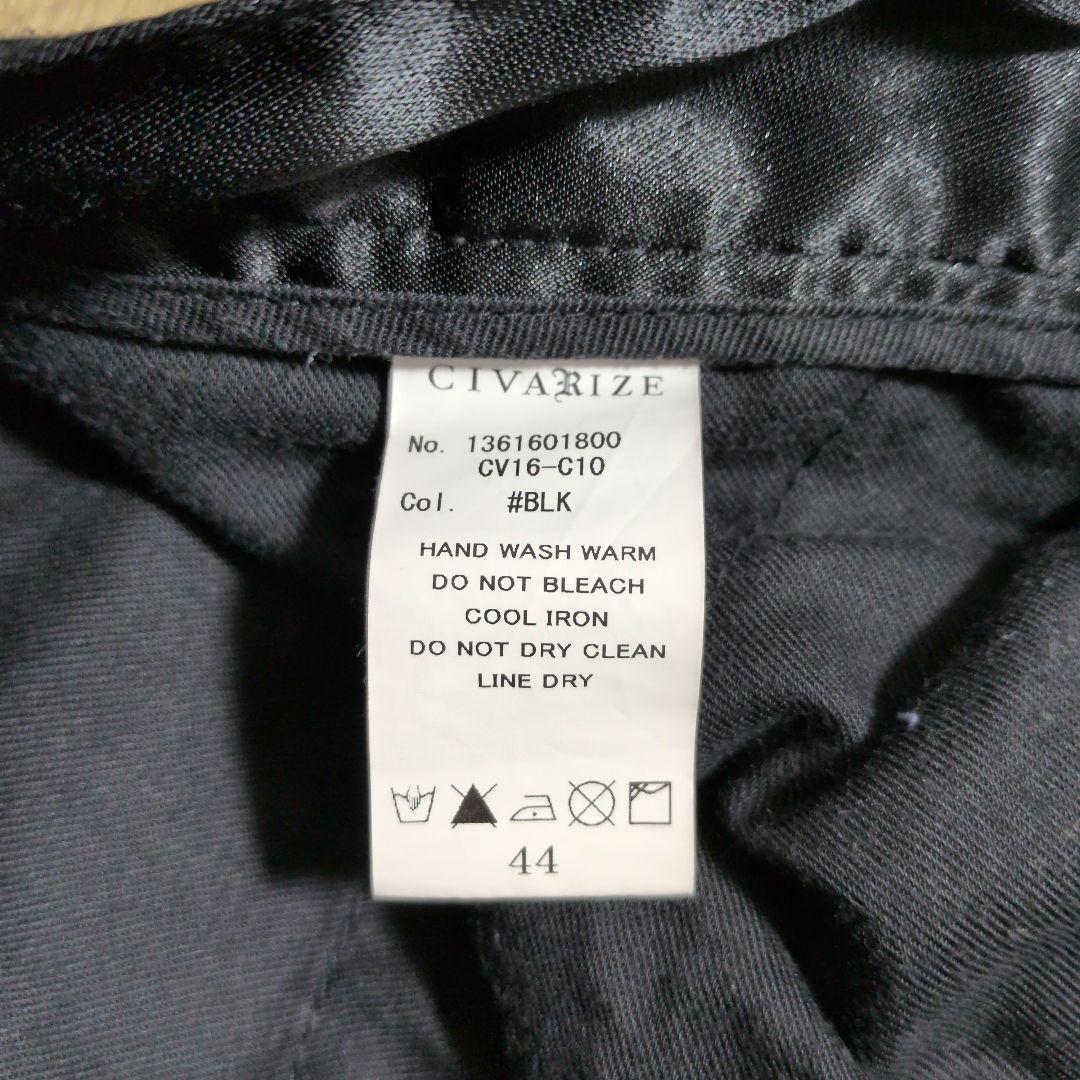 CIVARIZE
No. 1361601800
CV16-C10
Col. #BLK
HAND WASH WARM
DO NOT BLEACH
COOL IRON
DO NOT DRY CLEAN
LINE DRY
44